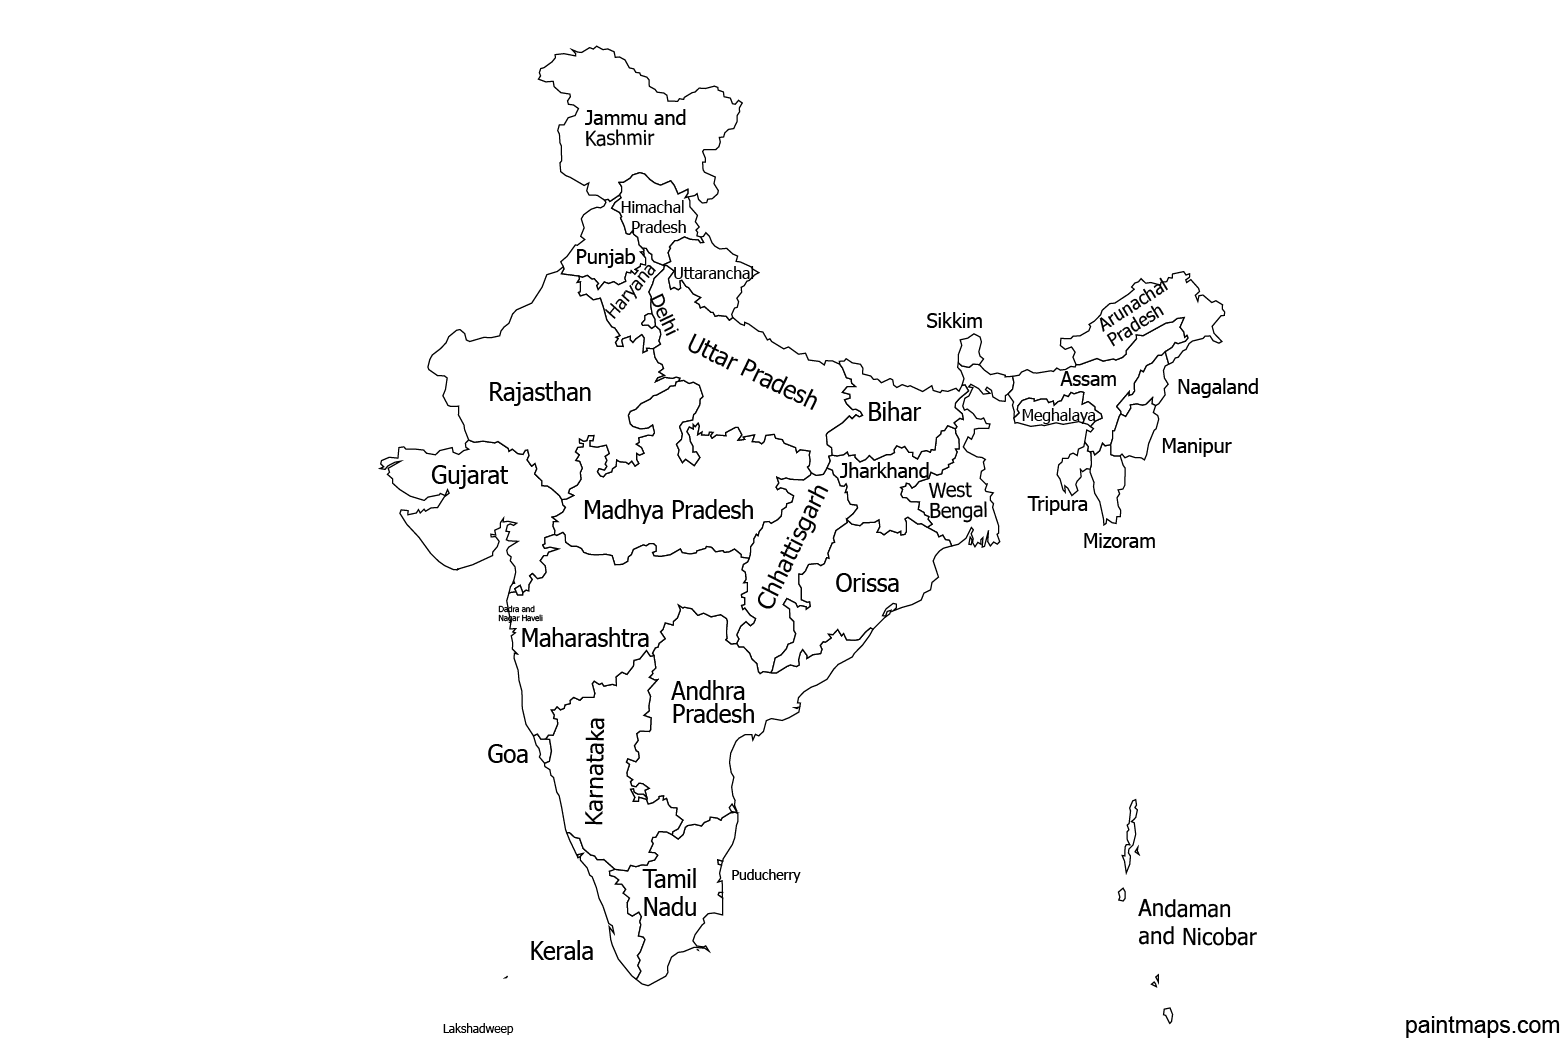 Jammu and
Kashmir
Himachal
Pradesh
Punjab
Uttaranchal
Haryana
Delhi
Arunachal
Pradesh
Sikkim
Uttar Pradesh
Rajasthan
Assam
Nagaland
Bihar
Meghalaya
Manipur
Gujarat
Jharkhand
West
Bengal
Madhya Pradesh
Tripura
Chhattisgarh
Mizoram
Orissa
Dadra and
Nagar Haveli
Maharashtra
Andhra
Pradesh
Goa
Karnataka
Tamil
Nadu
Puducherry
Andaman
and Nicobar
Kerala
Lakshadweep
paintmaps.com